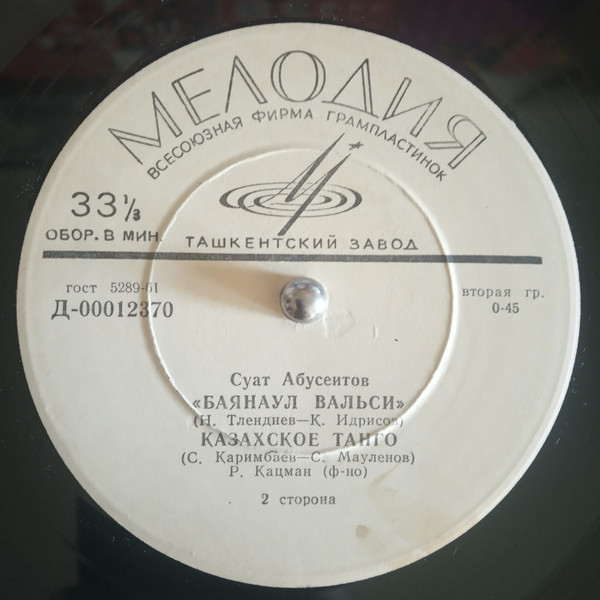 МЕЛОДИЯ
ВСЕСОЮЗНАЯ ФИРМА ГРАМПЛАСТИНОК
33⅓
ОБОР. В МИН.
ТАШКЕНТСКИЙ ЗАВОД
гост 5289-61
Д-00012370
вторая гр.
0-45
Суат Абусеитов
«БАЯНАУЛ ВАЛЬСИ»
(Н. Тлендиев—К. Идрисов)
КАЗАХСКОЕ ТАНГО
(С. Каримбаев—С. Мауленов)
Р. Кацман (ф-но)
2 сторона